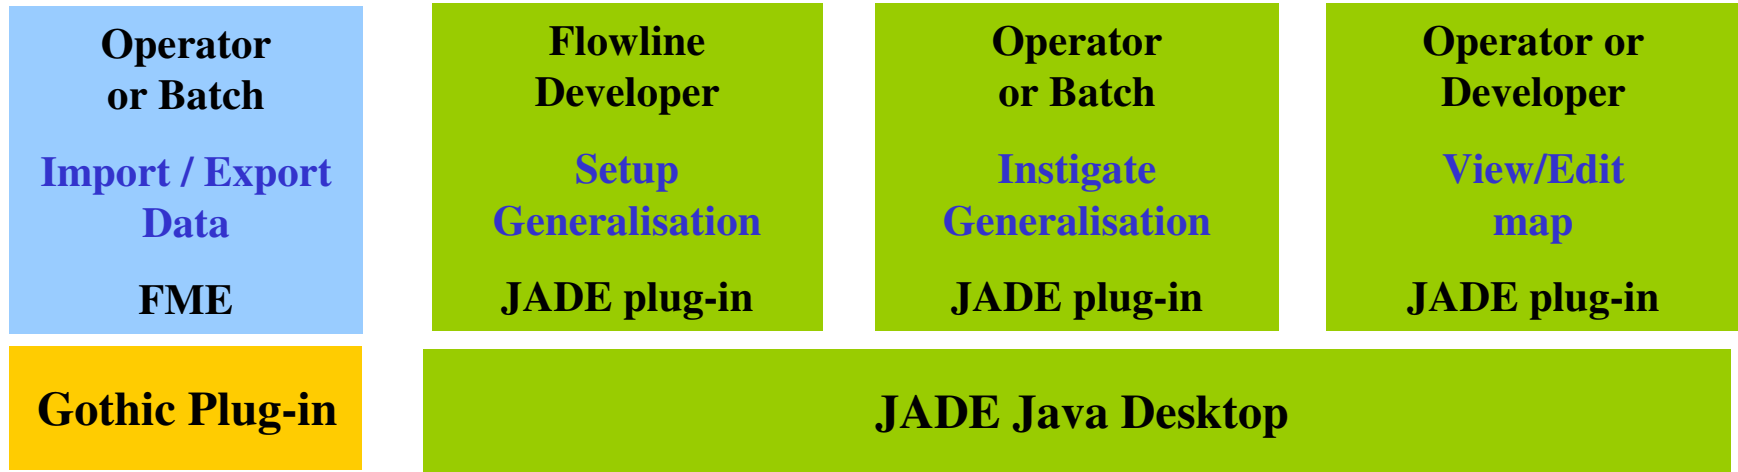 Operator
or Batch
Import / Export
Data
FME
Gothic Plug-in
Flowline
Developer
Setup
Generalisation
JADE plug-in
Operator
or Batch
Instigate
Generalisation
JADE plug-in
Operator or
Developer
View/Edit
map
JADE plug-in
JADE Java Desktop